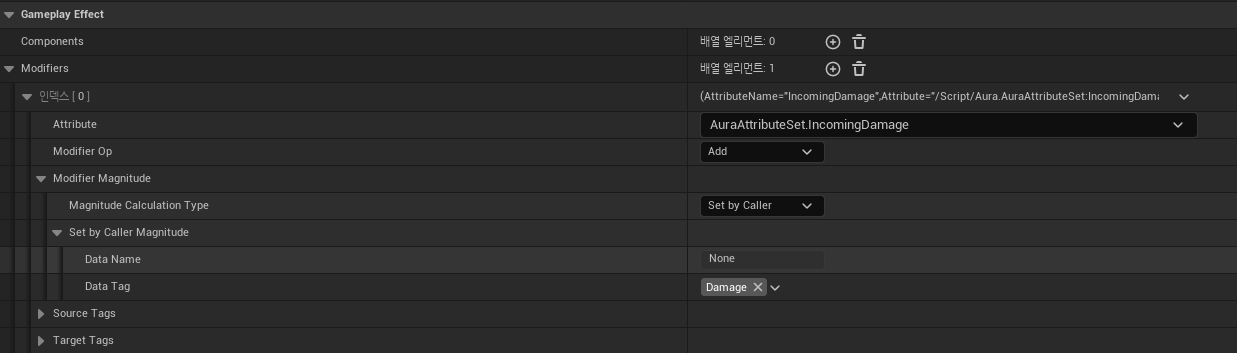 Gameplay Effect
Components 배열 엘리먼트: 0
Modifiers 배열 엘리먼트: 1
인덱스 [ 0 ] (AttributeName="IncomingDamage",Attribute="/Script/Aura.AuraAttributeSet:IncomingDama
Attribute AuraAttributeSet.IncomingDamage
Modifier Op Add
Modifier Magnitude
Magnitude Calculation Type Set by Caller
Set by Caller Magnitude
Data Name None
Data Tag Damage
Source Tags
Target Tags